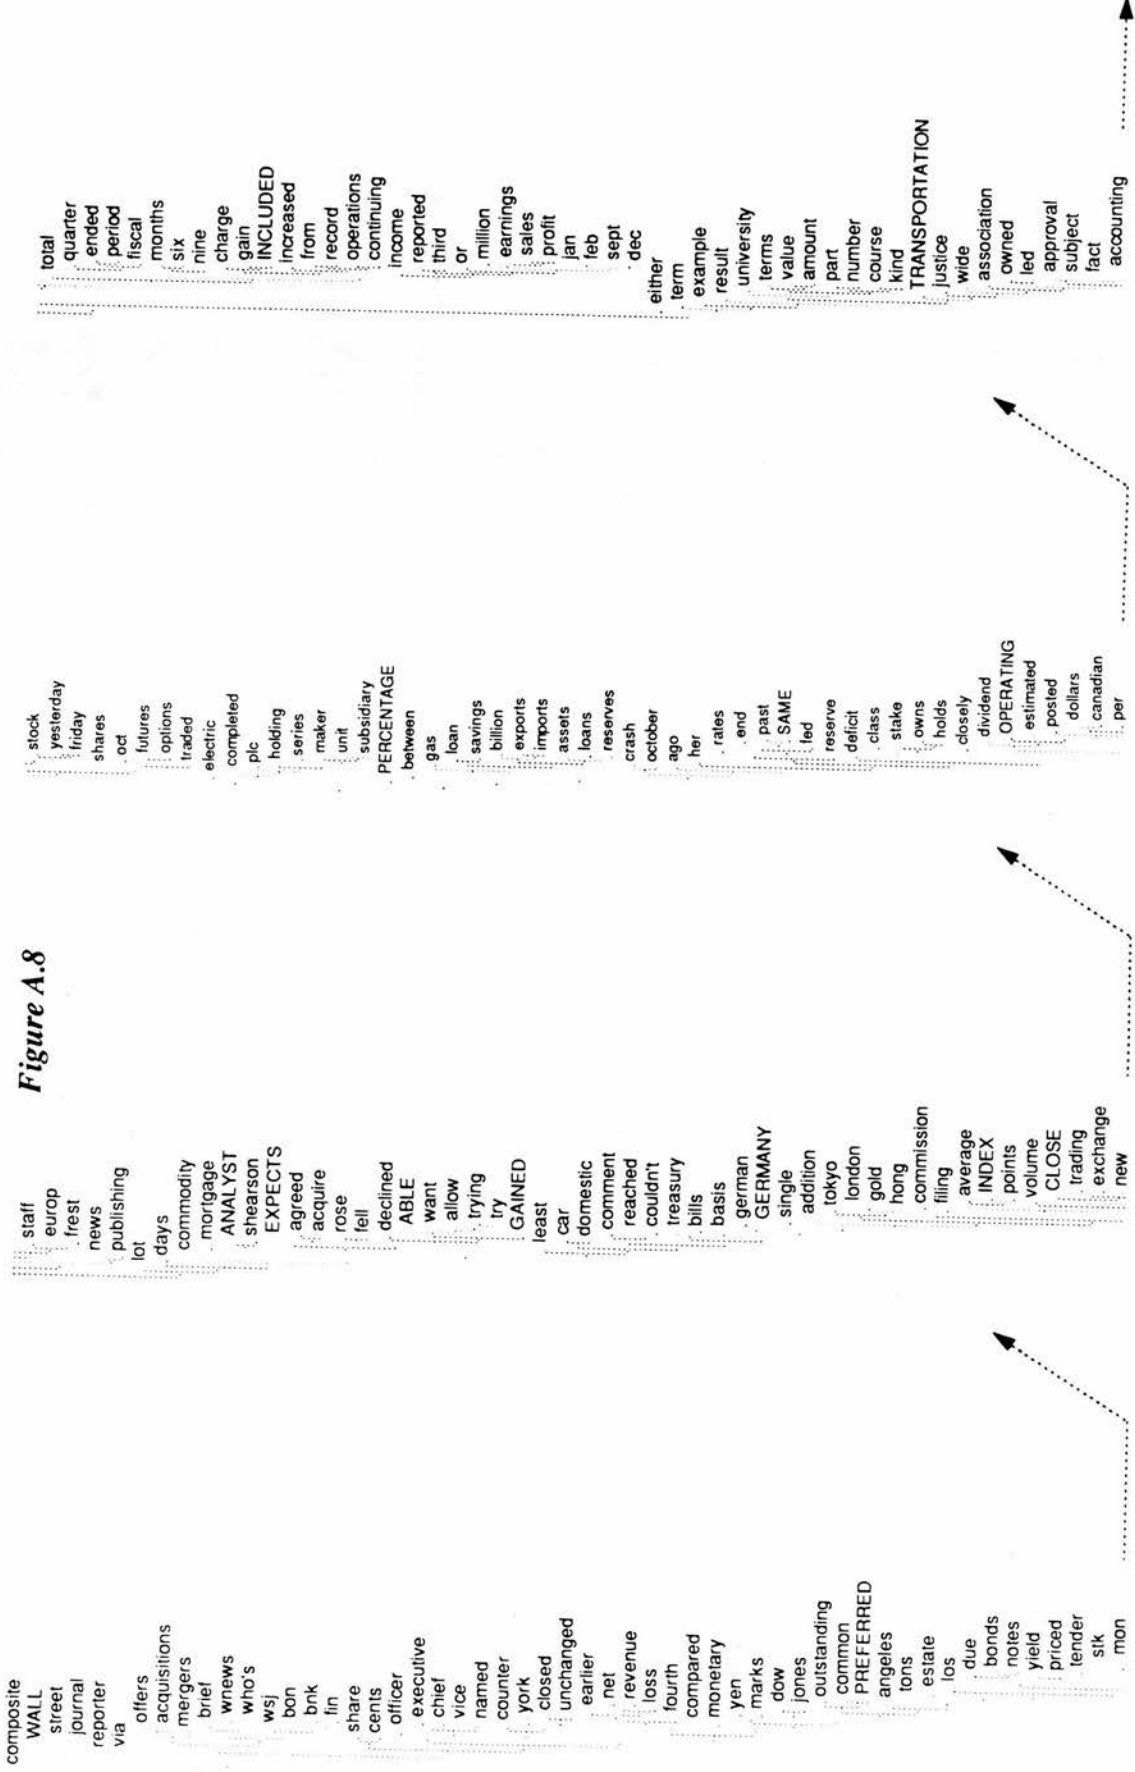 Figure A.8
composite
WALL
street
journal
reporter
via
offers
acquisitions
mergers
brief
wnews
who's
wsj
bon
bnk
fin
share
cents
officer
executive
chief
vice
named
counter
york
closed
unchanged
earlier
net
revenue
loss
fourth
compared
monetary
yen
marks
dow
jones
outstanding
common
PREFERRED
angeles
tons
estate
los
due
bonds
notes
yield
priced
tender
stk
mon
staff
europ
frest
news
publishing
lot
days
commodity
mortgage
ANALYST
shearson
EXPECTS
agreed
acquire
rose
fell
declined
ABLE
want
allow
trying
try
GAINED
least
car
domestic
comment
reached
couldn't
treasury
bills
basis
german
GERMANY
single
addition
tokyo
london
gold
hong
commission
filing
average
INDEX
points
volume
CLOSE
trading
exchange
new
stock
yesterday
friday
shares
oct
futures
options
traded
electric
completed
plc
holding
series
maker
unit
subsidiary
PERCENTAGE
between
gas
loan
savings
billion
exports
imports
assets
loans
reserves
crash
october
ago
her
rates
end
past
SAME
fed
reserve
deficit
class
stake
owns
holds
closely
dividend
OPERATING
estimated
posted
dollars
canadian
per
total
quarter
ended
period
fiscal
months
six
nine
charge
gain
INCLUDED
increased
from
record
operations
continuing
income
reported
third
or
million
earnings
sales
profit
jan
feb
sept
dec
either
term
example
result
university
terms
value
amount
part
number
course
kind
TRANSPORTATION
justice
wide
association
owned
led
approval
subject
fact
accounting